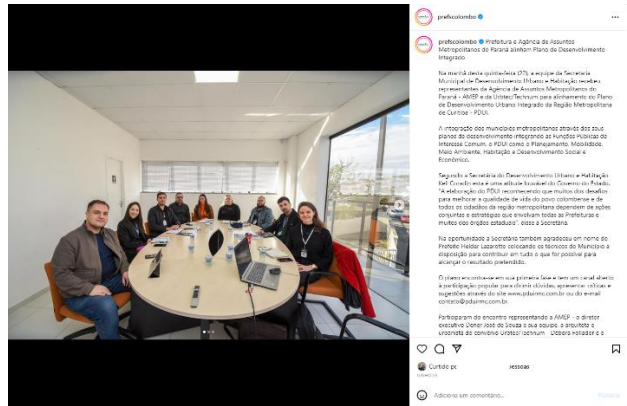 prefscolombo
prefscolombo Prefeitura e Agência de Assuntos
Metropolitanos do Paraná alinham Plano de Desenvolvimento
Integrado
Na manhã desta quinta-feira (27), a equipe da Secretaria
Municipal de Desenvolvimento Urbano e Habitação recebeu
representantes da Agência de Assuntos Metropolitanos do
Paraná - AMEP e da Urbtec/Technum para alinhamento do Plano
de Desenvolvimento Urbano Integrado da Região Metropolitana
de Curitiba - PDUI.
A integração dos municípios metropolitanos através dos seus
planos de desenvolvimento integrando as Funções Públicas de
Interesse Comum, o PDUI como o Planejamento, Mobilidade,
Meio Ambiente, Habitação e Desenvolvimento Social e
Econômico.
Segundo a Secretária do Desenvolvimento Urbano e Habitação
Keli esta é uma atitude louvável do Governo do Estado.
"A elaboração do PDUI reconhecendo que muitos dos desafios
para melhorar a qualidade de vida do povo colombense e de
todos os cidadãos da região metropolitana dependem de ações
conjuntas e estratégias que envolvam todas as Prefeituras e
muitos dos órgãos estaduais", disse a Secretária.
Na oportunidade a Secretária também agradeceu em nome do
Prefeito Helder Lazarotto colocando os técnicos do Município à
disposição para contribuir em tudo o que for possível para
alcançar o resultado pretendido.
O plano encontra-se em sua primeira fase e tem um canal aberto
à participação popular para dirimir dúvidas, apresentar críticas e
sugestões através do site www.pduirmc.com.br ou do e-mail
contato@pduirmc.com.br.
Participaram do encontro representando a AMEP - o diretor
executivo Dener José de Souza e sua equipe, a arquiteta e
urbanista do convênio Urbtec/Technum - Débora Follador e o
Curtido po pessoas
Adicione um comentário...